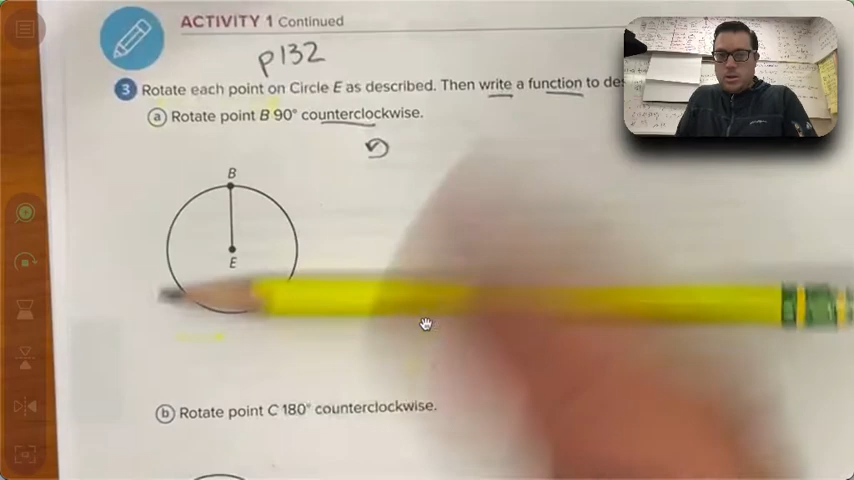 ACTIVITY 1 Continued
p132
3 Rotate each point on Circle E as described. Then write a function to
a Rotate point B 90° counterclockwise.
B
E
b Rotate point C 180° counterclockwise.